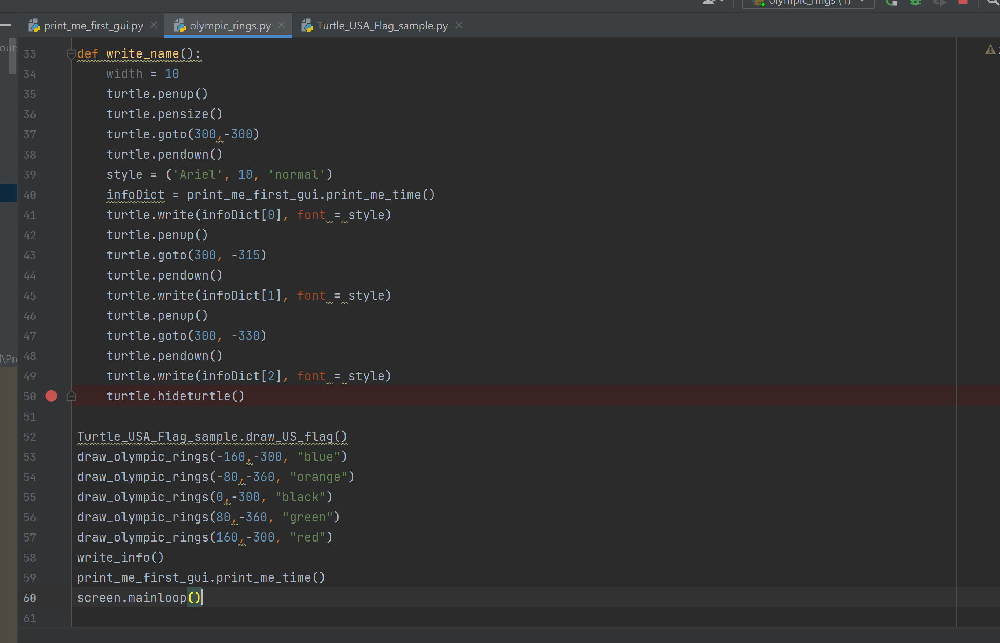 olympic_rings (1)
print_me_first_gui.py olympic_rings.py Turtle_USA_Flag_sample.py
33 def write_name():
34     width = 10
35     turtle.penup()
36     turtle.pensize()
37     turtle.goto(300,-300)
38     turtle.pendown()
39     style = ('Ariel', 10, 'normal')
40     infoDict = print_me_first_gui.print_me_time()
41     turtle.write(infoDict[0], font = style)
42     turtle.penup()
43     turtle.goto(300, -315)
44     turtle.pendown()
45     turtle.write(infoDict[1], font = style)
46     turtle.penup()
47     turtle.goto(300, -330)
48     turtle.pendown()
49     turtle.write(infoDict[2], font = style)
50     turtle.hideturtle()
51
52 Turtle_USA_Flag_sample.draw_US_flag()
53 draw_olympic_rings(-160,-300, "blue")
54 draw_olympic_rings(-80,-360, "orange")
55 draw_olympic_rings(0,-300, "black")
56 draw_olympic_rings(80,-360, "green")
57 draw_olympic_rings(160,-300, "red")
58 write_info()
59 print_me_first_gui.print_me_time()
60 screen.mainloop()
61